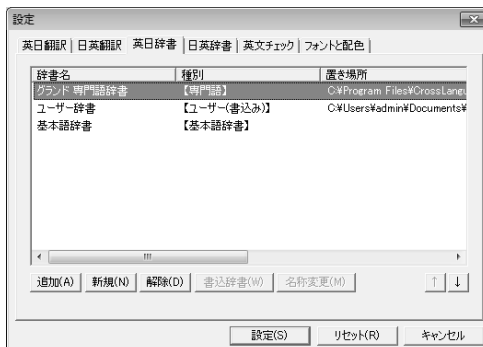 設定
英日翻訳 日英翻訳 英日辞書 日英辞書 英文チェック フォントと配色
辞書名 種別 置き場所
グランド 専門語辞書 【専門語】 C:¥Program Files¥CrossLangu
ユーザー辞書 【ユーザー(書込み)】 C:¥Users¥admin¥Documents¥
基本語辞書 【基本語辞書】
追加(A) 新規(N) 解除(D) 書込辞書(W) 名称変更(M) ↑ ↓
設定(S) リセット(R) キャンセル